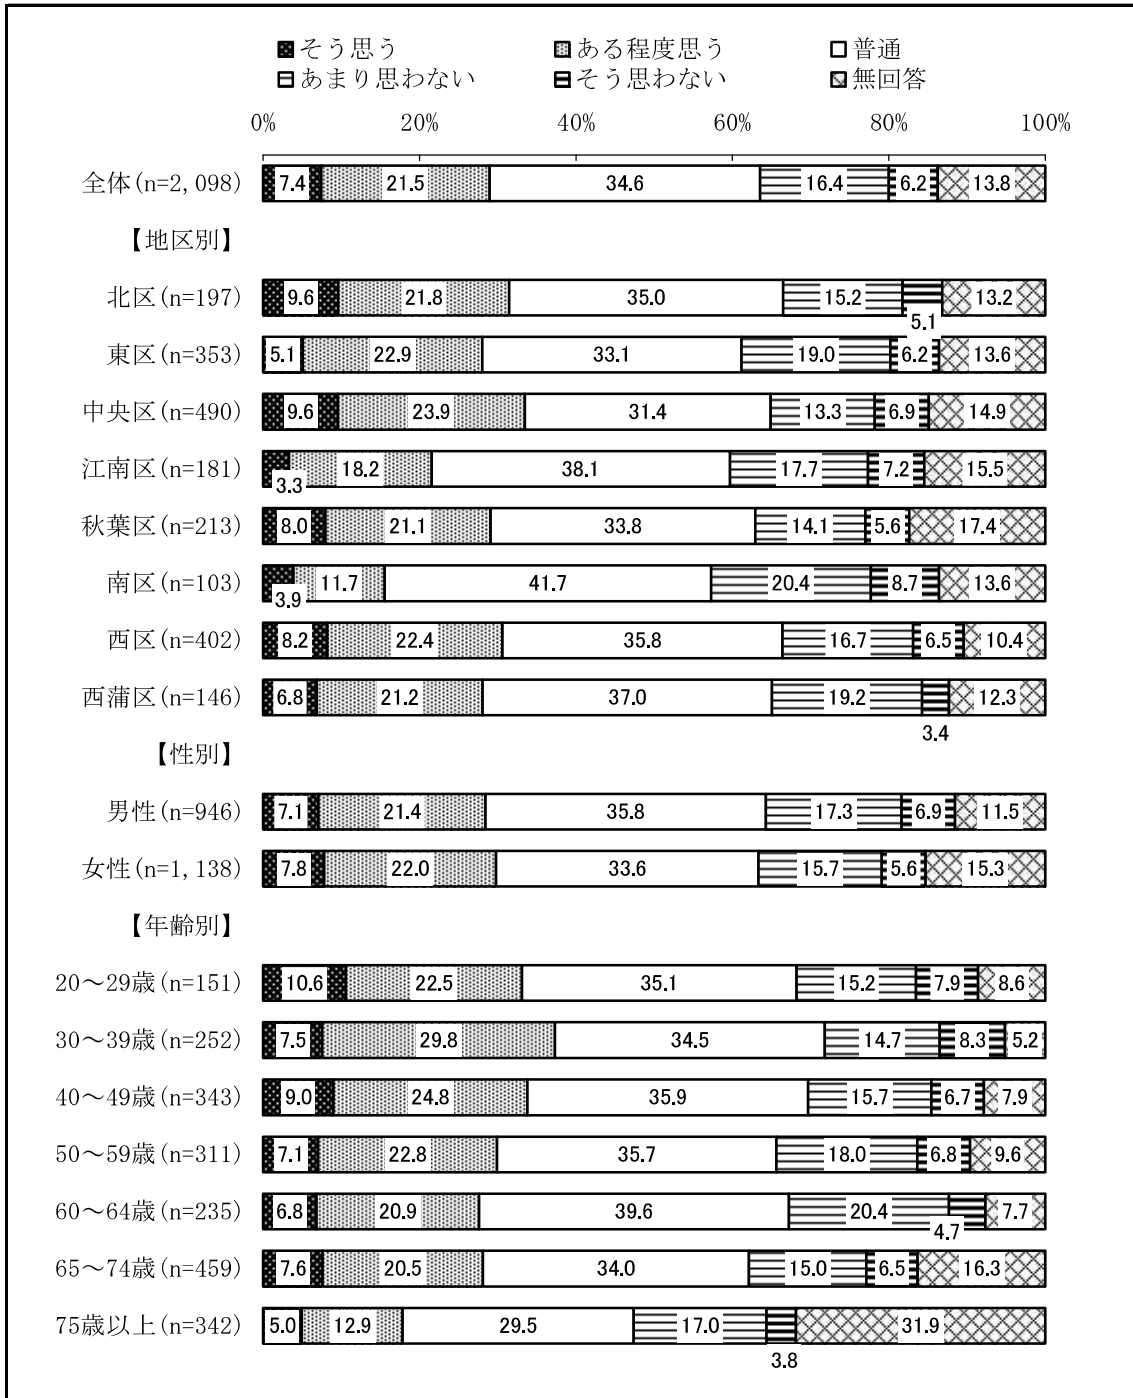 そう思う ある程度思う 普通
あまり思わない そう思わない 無回答
0% 20% 40% 60% 80% 100%
全体(n=2,098) 7.4 21.5 34.6 16.4 6.2 13.8
【地区別】
北区(n=197) 9.6 21.8 35.0 15.2 5.1 13.2
東区(n=353) 5.1 22.9 33.1 19.0 6.2 13.6
中央区(n=490) 9.6 23.9 31.4 13.3 6.9 14.9
江南区(n=181) 3.3 18.2 38.1 17.7 7.2 15.5
秋葉区(n=213) 8.0 21.1 33.8 14.1 5.6 17.4
南区(n=103) 3.9 11.7 41.7 20.4 8.7 13.6
西区(n=402) 8.2 22.4 35.8 16.7 6.5 10.4
西蒲区(n=146) 6.8 21.2 37.0 19.2 3.4 12.3
【性別】
男性(n=946) 7.1 21.4 35.8 17.3 6.9 11.5
女性(n=1,138) 7.8 22.0 33.6 15.7 5.6 15.3
【年齢別】
20～29歳(n=151) 10.6 22.5 35.1 15.2 7.9 8.6
30～39歳(n=252) 7.5 29.8 34.5 14.7 8.3 5.2
40～49歳(n=343) 9.0 24.8 35.9 15.7 6.7 7.9
50～59歳(n=311) 7.1 22.8 35.7 18.0 6.8 9.6
60～64歳(n=235) 6.8 20.9 39.6 20.4 4.7 7.7
65～74歳(n=459) 7.6 20.5 34.0 15.0 6.5 16.3
75歳以上(n=342) 5.0 12.9 29.5 17.0 3.8 31.9